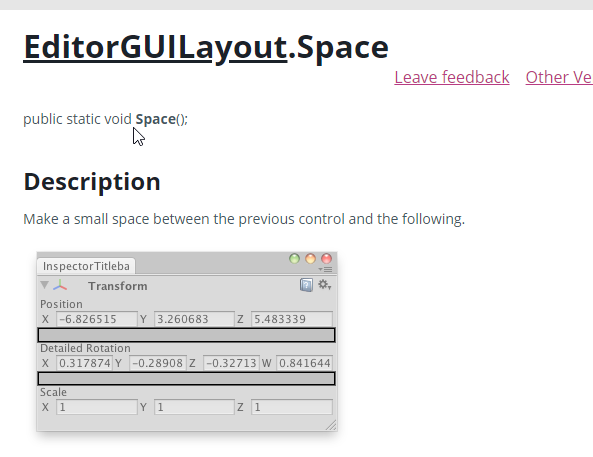 EditorGUILayout.Space
Leave feedback Other Ve
public static void Space();
Description
Make a small space between the previous control and the following.
InspectorTitleba
Transform
Position
X -6.826515 Y 3.260683 Z 5.483339
Detailed Rotation
X 0.317874 Y -0.28908 Z -0.32713 W 0.841644
Scale
X 1 Y 1 Z 1